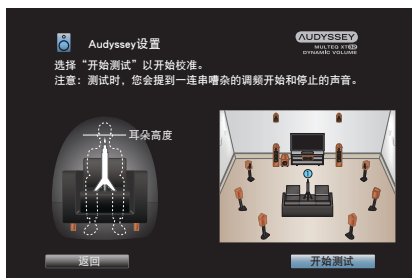 Audyssey设置
AUDYSSEY
MULTEQ XT32
DYNAMIC VOLUME
选择“开始测试”以开始校准。
注意：测试时，您会提到一连串嘈杂的调频开始和停止的声音。
耳朵高度
1
返回
开始测试